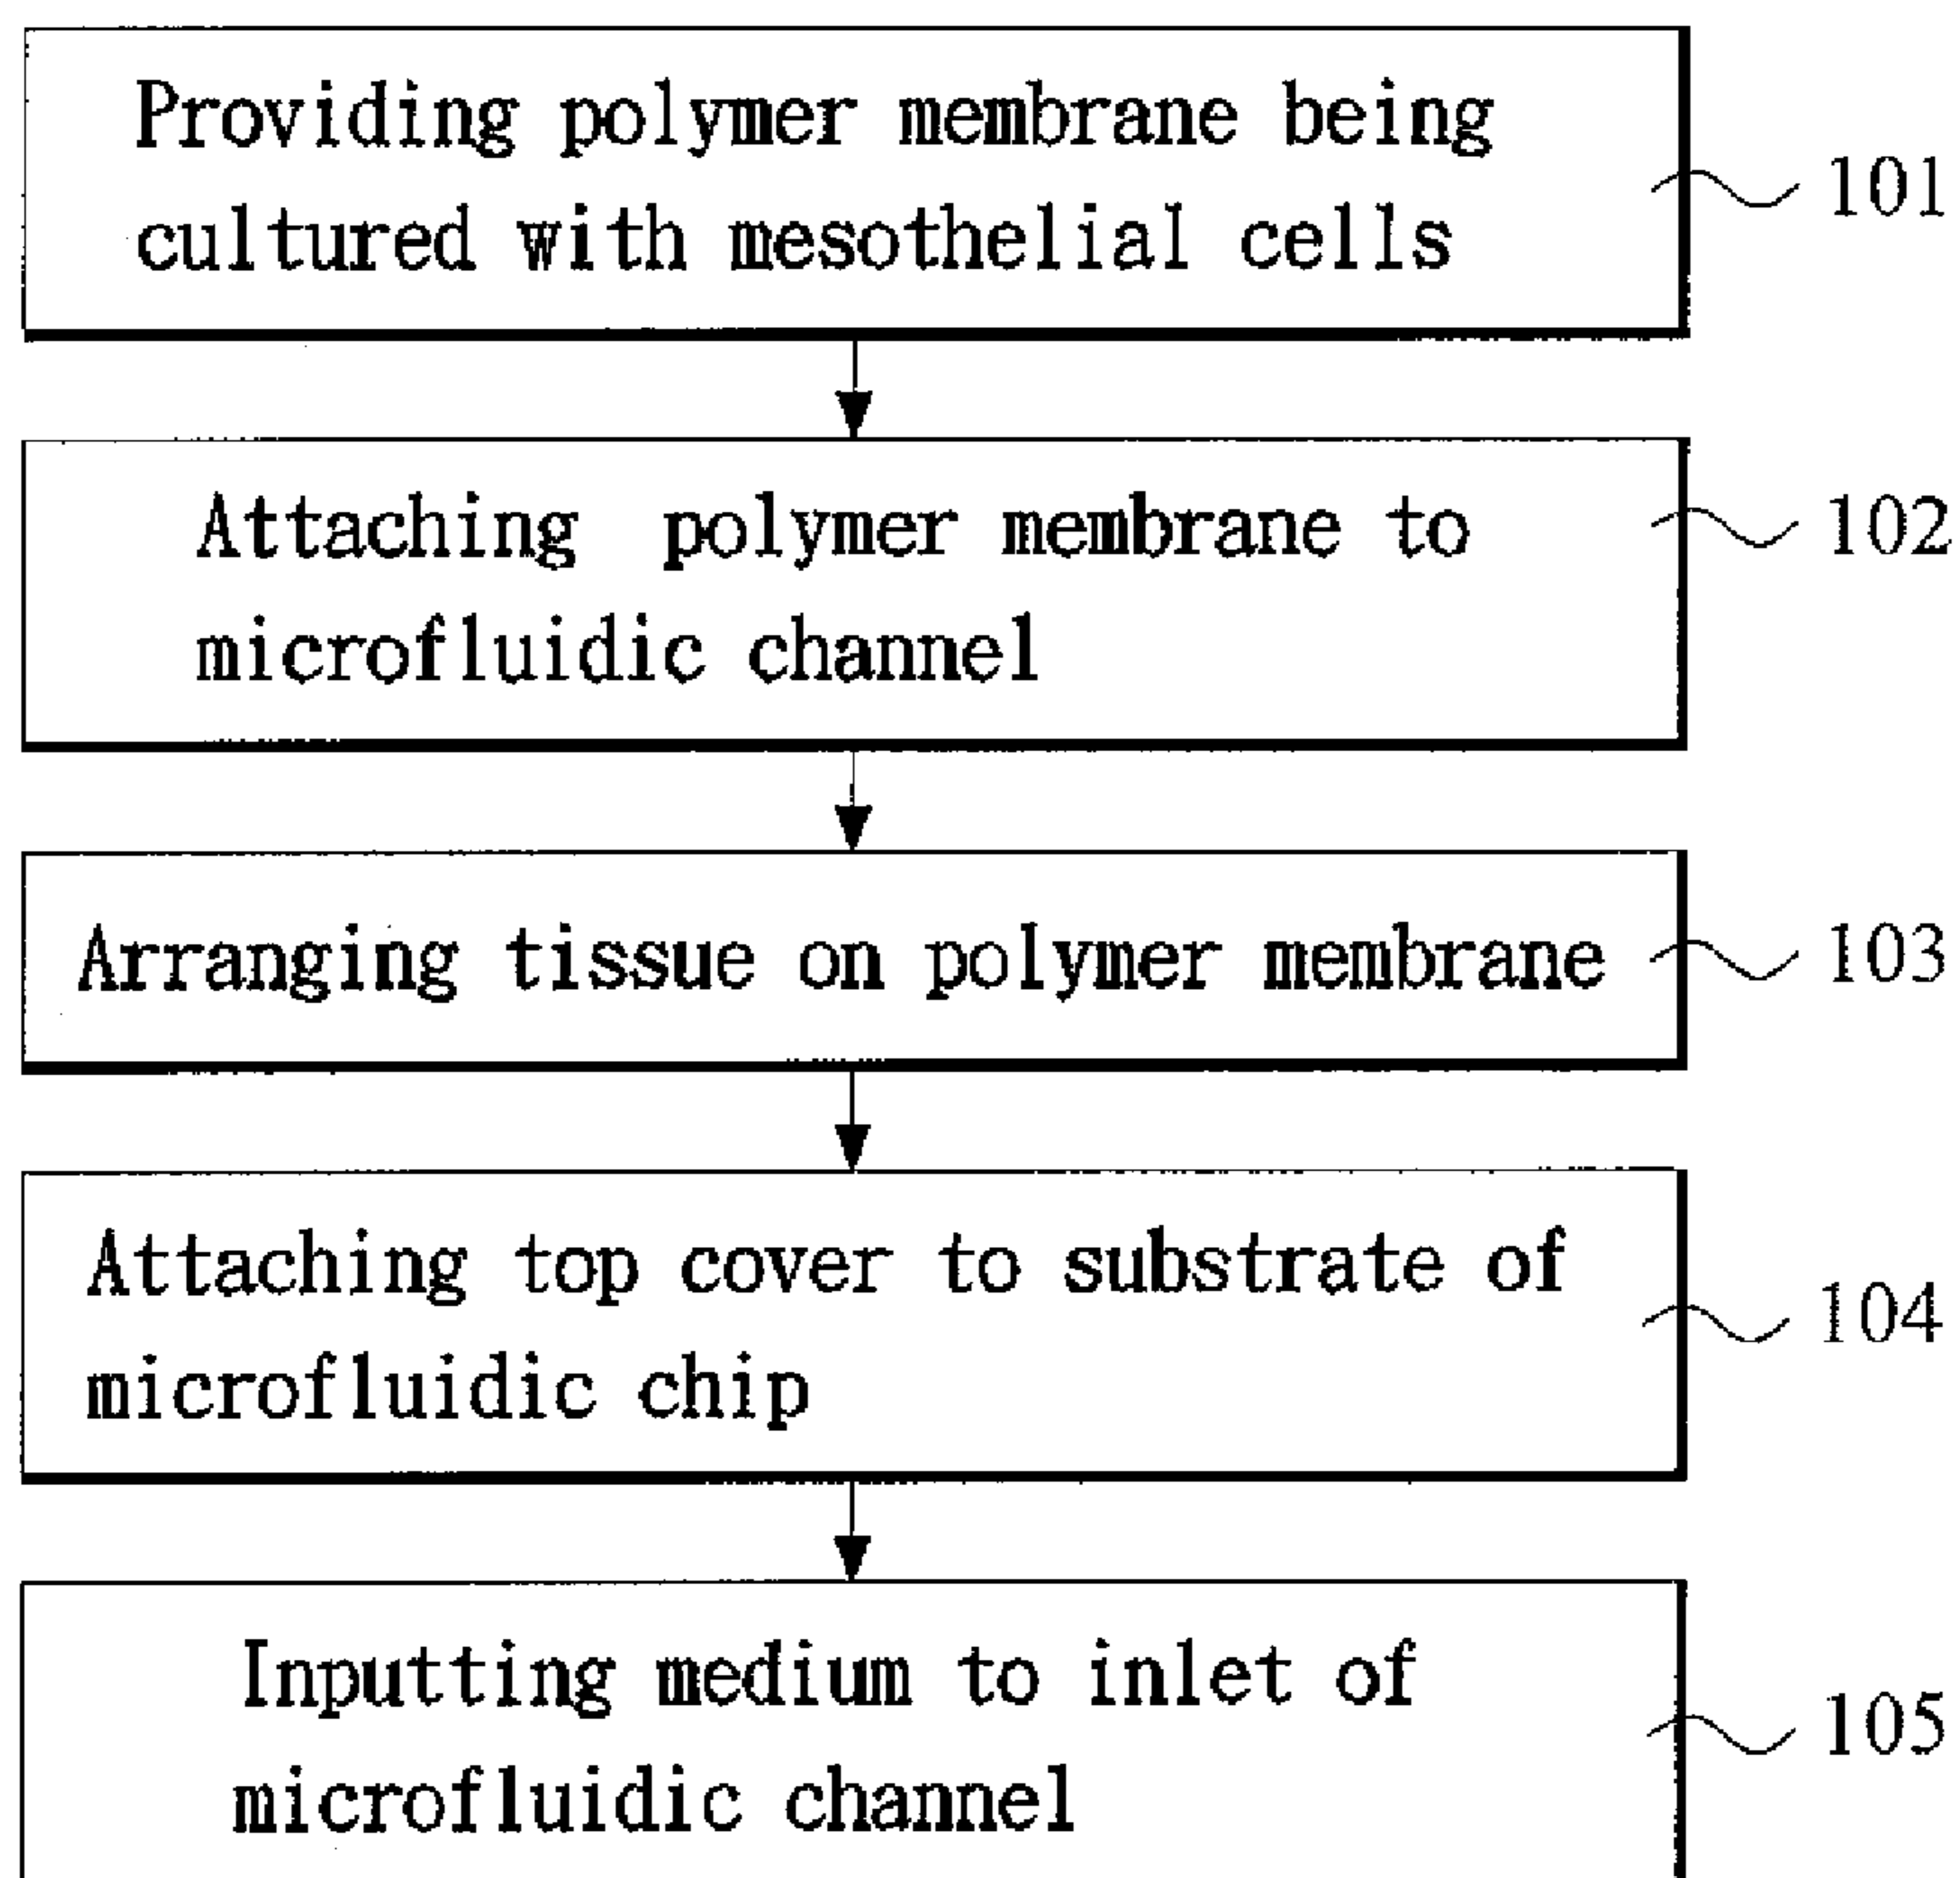 Providing polymer membrane being
cultured with mesothelial cells
101
Attaching polymer membrane to
microfluidic channel
102
Arranging tissue on polymer membrane
103
Attaching top cover to substrate of
microfluidic chip
104
Inputting medium to inlet of
microfluidic channel
105